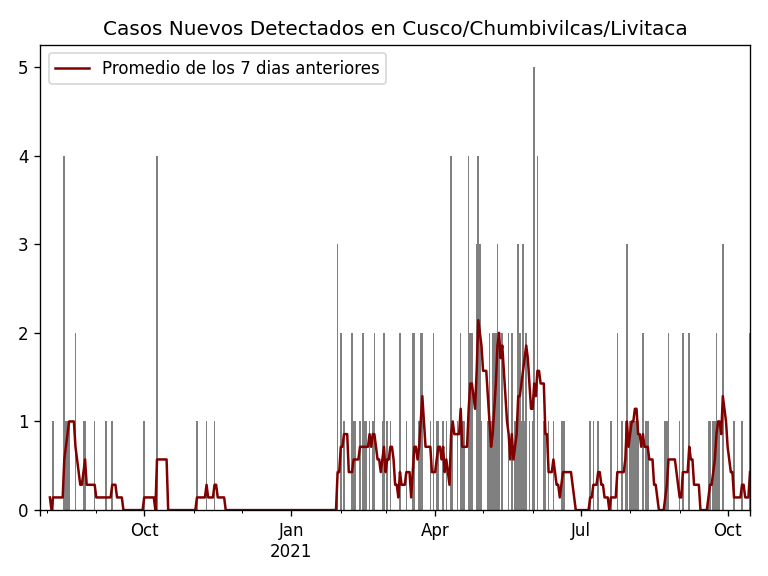 Casos Nuevos Detectados en Cusco/Chumbivilcas/Livitaca
Promedio de los 7 dias anteriores
5
4
3
2
1
0
Oct Jan Apr Jul Oct
2021